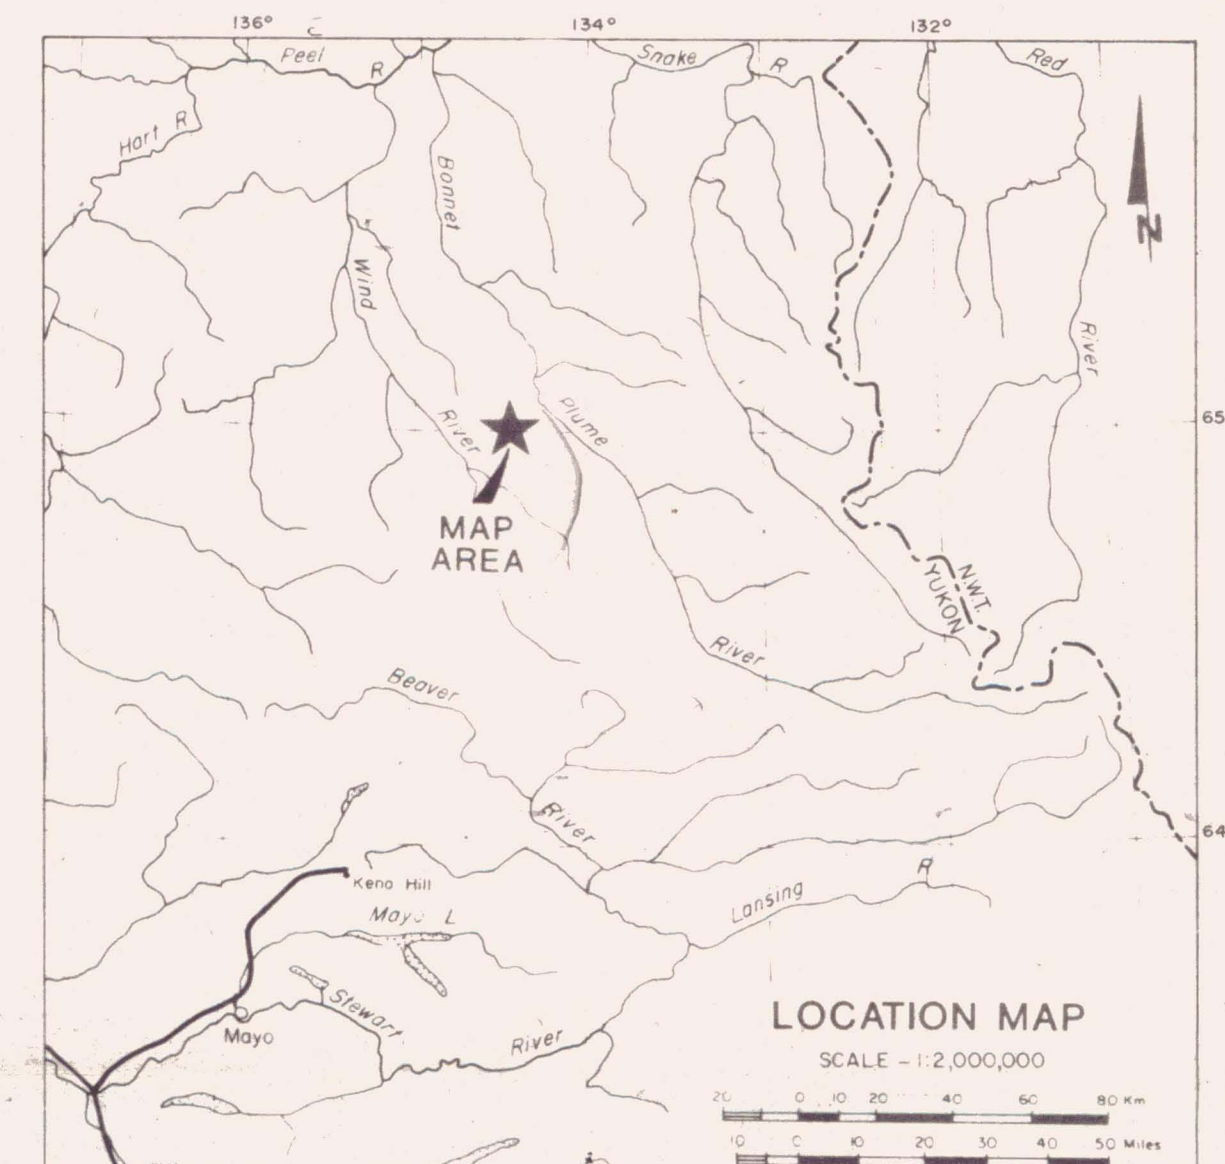 136° 134° 132°
Peel R
Snake R
Red
Hart R
Bonnet
Wind
River
River
Plume
65
N
MAP
AREA
N.W.T.
YUKON
River
Beaver
River
64
Keno Hill
Mayo L
Lansing R
Stewart
River
Mayo
LOCATION MAP
SCALE - 1:2,000,000
20 0 10 20 40 60 80 Km
10 0 10 20 30 40 50 Miles